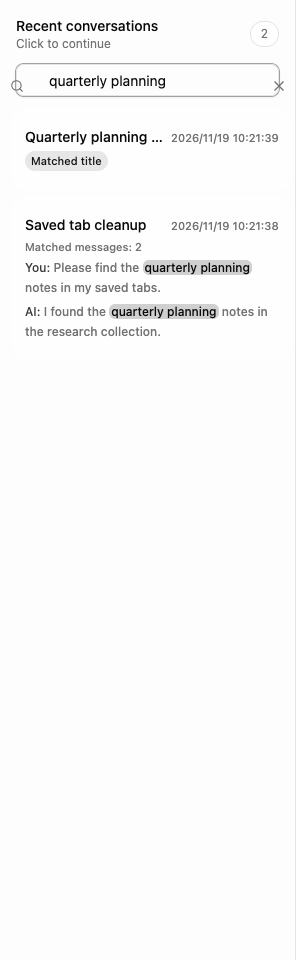 Recent conversations
2
Click to continue
quarterly planning
Quarterly planning ... 2026/11/19 10:21:39
Matched title
Saved tab cleanup 2026/11/19 10:21:38
Matched messages: 2
You: Please find the quarterly planning
notes in my saved tabs.
AI: I found the quarterly planning notes in
the research collection.